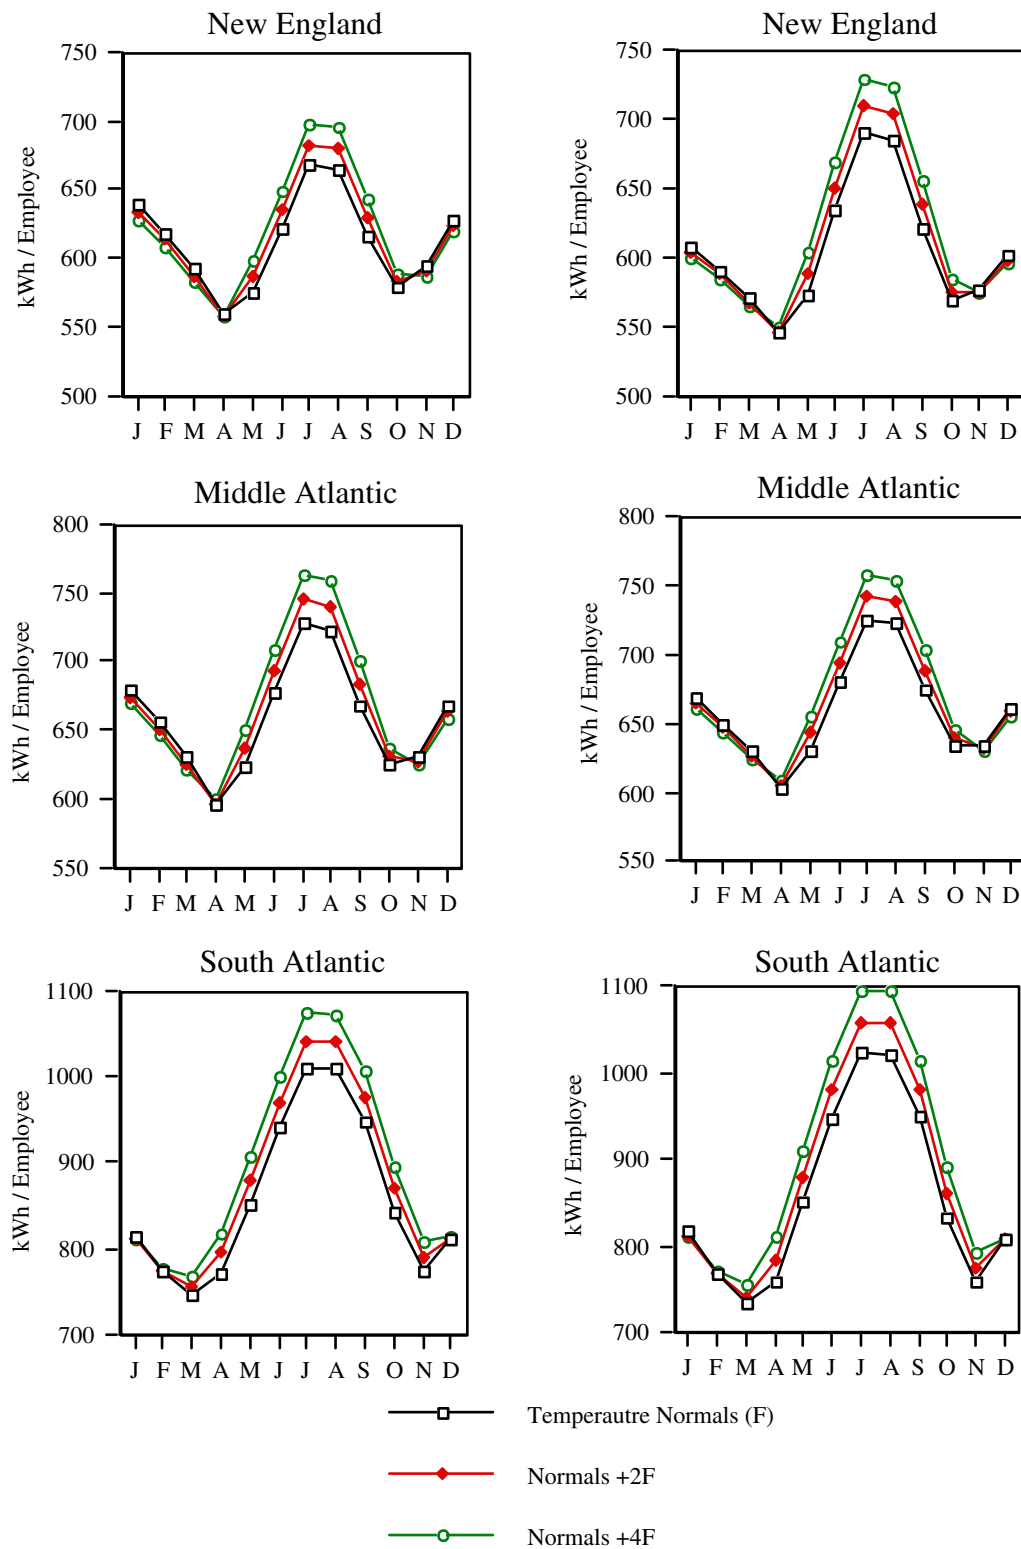 New England
750
700
650
600
550
500
kWh / Employee
J F M A M J J A S O N D
New England
750
700
650
600
550
500
kWh / Employee
J F M A M J J A S O N D
Middle Atlantic
800
750
700
650
600
550
kWh / Employee
J F M A M J J A S O N D
Middle Atlantic
800
750
700
650
600
550
kWh / Employee
J F M A M J J A S O N D
South Atlantic
1100
1000
900
800
700
kWh / Employee
J F M A M J J A S O N D
South Atlantic
1100
1000
900
800
700
kWh / Employee
J F M A M J J A S O N D
Temperautre Normals (F)
Normals +2F
Normals +4F